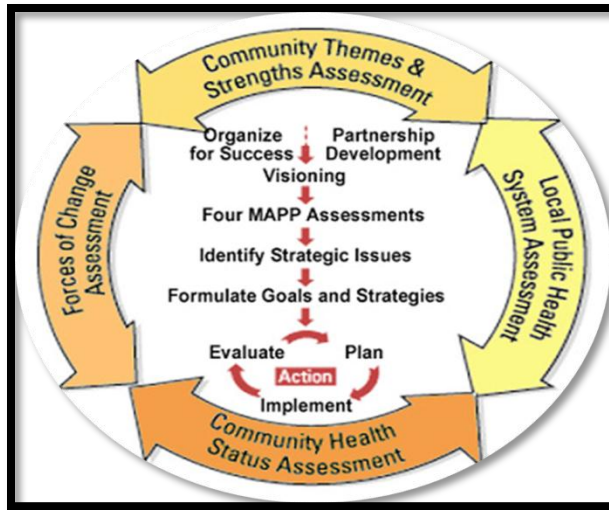 Community Themes &
Strengths Assessment
Organize Partnership
for Success Development
Visioning
Four MAPP Assessments
Identify Strategic Issues
Formulate Goals and Strategies
Evaluate Plan
Action
Implement
Forces of Change
Assessment
Local Public Health
System Assessment
Community Health
Status Assessment